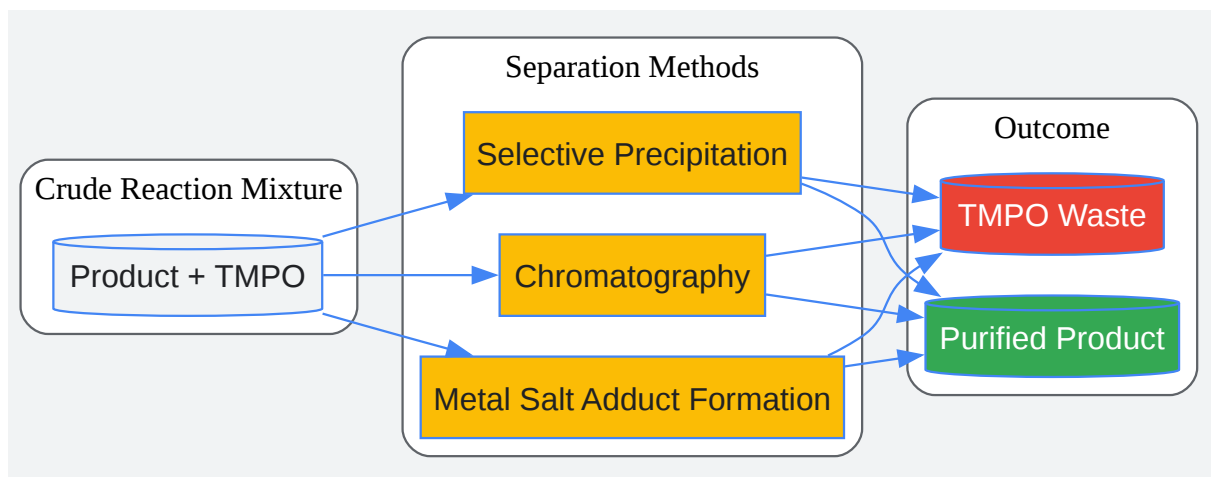 Crude Reaction Mixture
Product + TMPO
Separation Methods
Selective Precipitation
Chromatography
Metal Salt Adduct Formation
Outcome
TMPO Waste
Purified Product